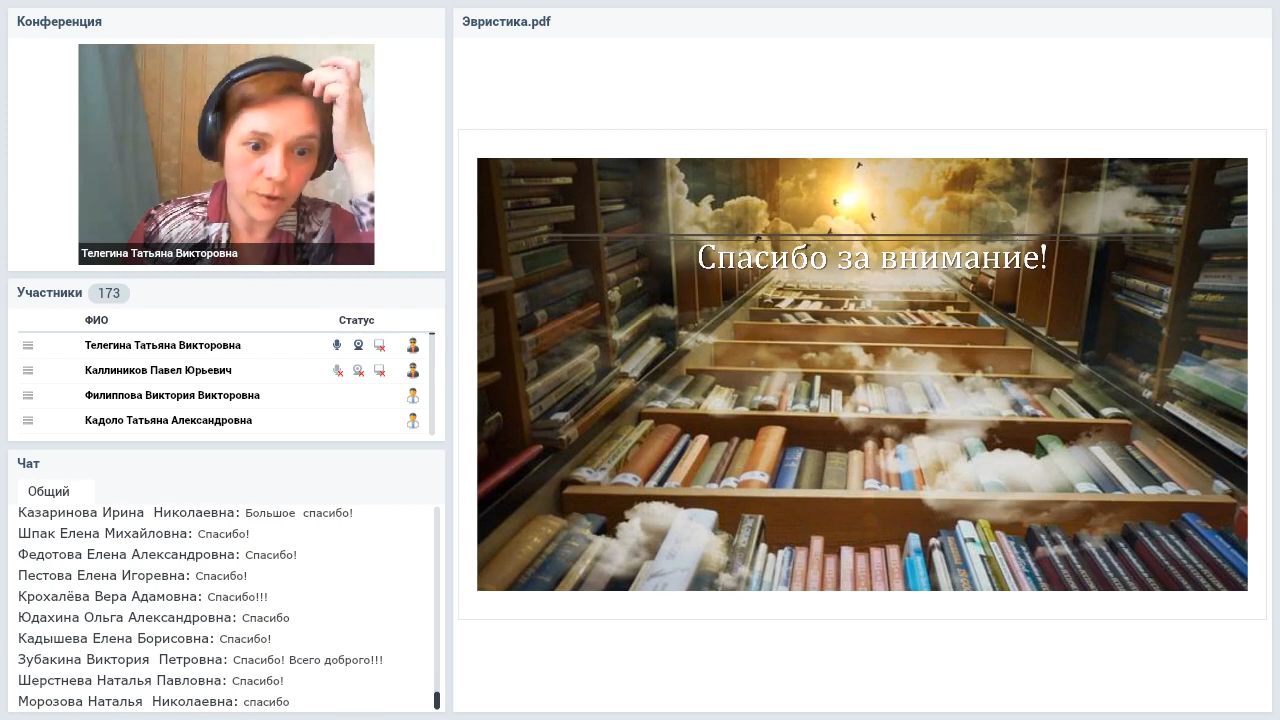 Конференция
Телегина Татьяна Викторовна
Участники 173
ФИО Статус
Телегина Татьяна Викторовна
Каллиников Павел Юрьевич
Филиппова Виктория Викторовна
Кадоло Татьяна Александровна
Чат
Общий
Казаринова Ирина Николаевна: Большое спасибо!
Шпак Елена Михайловна: Спасибо!
Федотова Елена Александровна: Спасибо!
Пестова Елена Игоревна: Спасибо!
Крохалёва Вера Адамовна: Спасибо!!!
Юдахина Ольга Александровна: Спасибо
Кадышева Елена Борисовна: Спасибо!
Зубакина Виктория Петровна: Спасибо! Всего доброго!!!
Шерстнева Наталья Павловна: Спасибо!
Морозова Наталья Николаевна: спасибо
Эвристика.pdf
Спасибо за внимание!